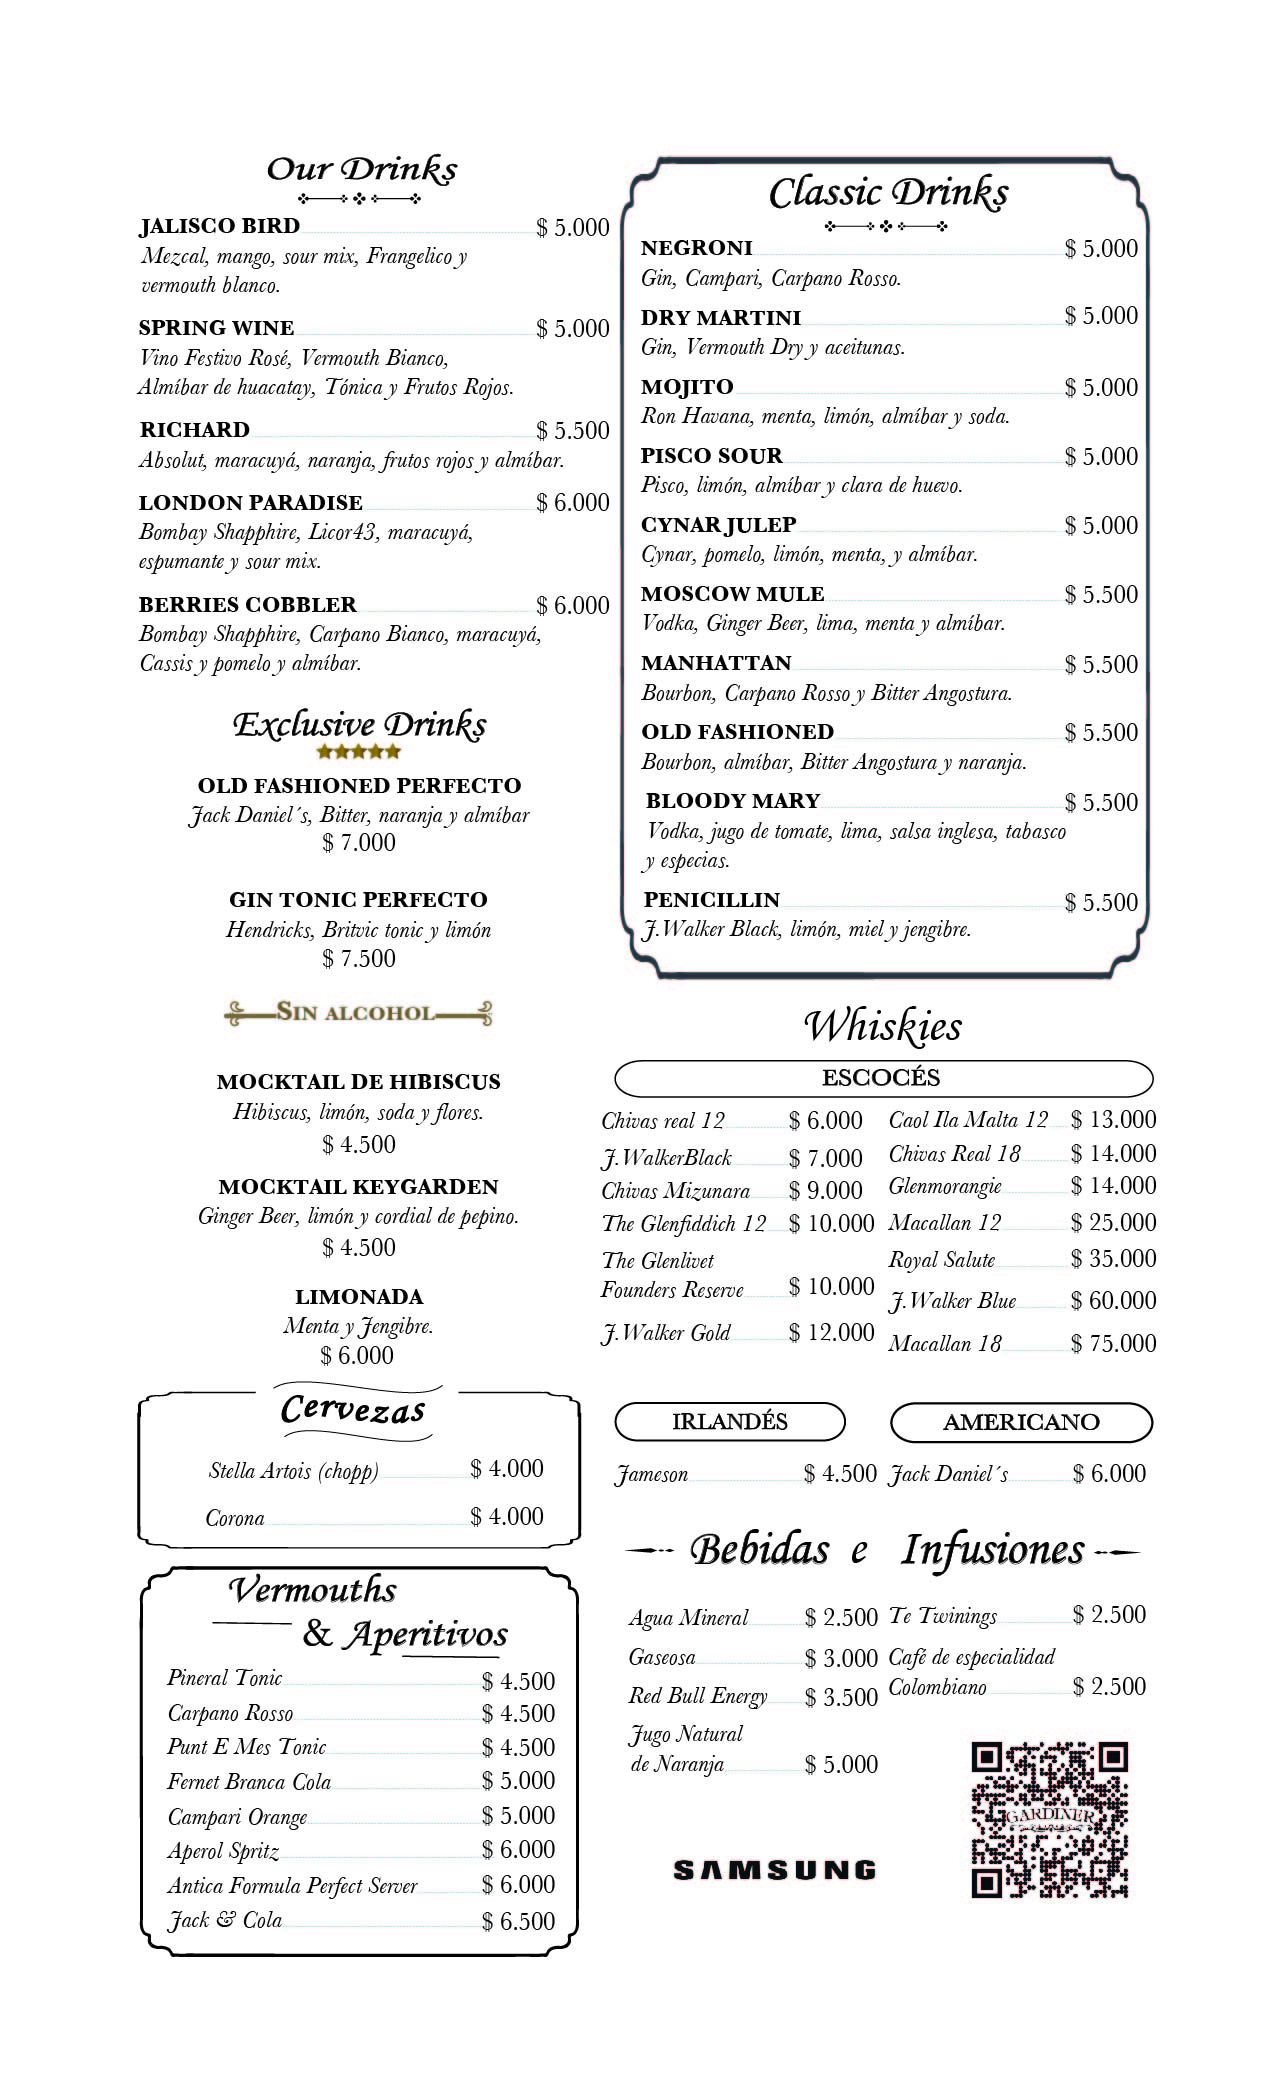 Our Drinks
JALISCO BIRD $ 5.000
Mezcal, mango, sour mix, Frangelico y
vermouth blanco.
SPRING WINE $ 5.000
Vino Festivo Rosé, Vermouth Bianco,
Almíbar de huacatay, Tónica y Frutos Rojos.
RICHARD $ 5.500
Absolut, maracuyá, naranja, frutos rojos y almíbar.
LONDON PARADISE $ 6.000
Bombay Shapphire, Licor43, maracuyá,
espumante y sour mix.
BERRIES COBBLER $ 6.000
Bombay Shapphire, Carpano Bianco, maracuyá,
Cassis y pomelo y almíbar.
Exclusive Drinks
OLD FASHIONED PERFECTO
Jack Daniel´s, Bitter, naranja y almíbar
$ 7.000
GIN TONIC PERFECTO
Hendricks, Britvic tonic y limón
$ 7.500
SIN ALCOHOL
MOCKTAIL DE HIBISCUS
Hibiscus, limón, soda y flores.
$ 4.500
MOCKTAIL KEYGARDEN
Ginger Beer, limón y cordial de pepino.
$ 4.500
LIMONADA
Menta y Jengibre.
$ 6.000
Cervezas
Stella Artois (chopp) $ 4.000
Corona $ 4.000
Vermouths
& Aperitivos
Pineral Tonic $ 4.500
Carpano Rosso $ 4.500
Punt E Mes Tonic $ 4.500
Fernet Branca Cola $ 5.000
Campari Orange $ 5.000
Aperol Spritz $ 6.000
Antica Formula Perfect Server $ 6.000
Jack & Cola $ 6.500
Classic Drinks
NEGRONI $ 5.000
Gin, Campari, Carpano Rosso.
DRY MARTINI $ 5.000
Gin, Vermouth Dry y aceitunas.
MOJITO $ 5.000
Ron Havana, menta, limón, almíbar y soda.
PISCO SOUR $ 5.000
Pisco, limón, almíbar y clara de huevo.
CYNAR JULEP $ 5.000
Cynar, pomelo, limón, menta, y almíbar.
MOSCOW MULE $ 5.500
Vodka, Ginger Beer, lima, menta y almíbar.
MANHATTAN $ 5.500
Bourbon, Carpano Rosso y Bitter Angostura.
OLD FASHIONED $ 5.500
Bourbon, almíbar, Bitter Angostura y naranja.
BLOODY MARY $ 5.500
Vodka, jugo de tomate, lima, salsa inglesa, tabasco
y especias.
PENICILLIN $ 5.500
J.Walker Black, limón, miel y jengibre.
Whiskies
ESCOCÉS
Chivas real 12 $ 6.000
J.WalkerBlack $ 7.000
Chivas Mizunara $ 9.000
The Glenfiddich 12 $ 10.000
The Glenlivet
Founders Reserve $ 10.000
J.Walker Gold $ 12.000
Caol Ila Malta 12 $ 13.000
Chivas Real 18 $ 14.000
Glenmorangie $ 14.000
Macallan 12 $ 25.000
Royal Salute $ 35.000
J.Walker Blue $ 60.000
Macallan 18 $ 75.000
IRLANDÉS
Jameson $ 4.500
AMERICANO
Jack Daniel´s $ 6.000
Bebidas e Infusiones
Agua Mineral $ 2.500
Gaseosa $ 3.000
Red Bull Energy $ 3.500
Jugo Natural
de Naranja $ 5.000
Te Twinings $ 2.500
Café de especialidad
Colombiano $ 2.500
GARDINER
SAMSUNG